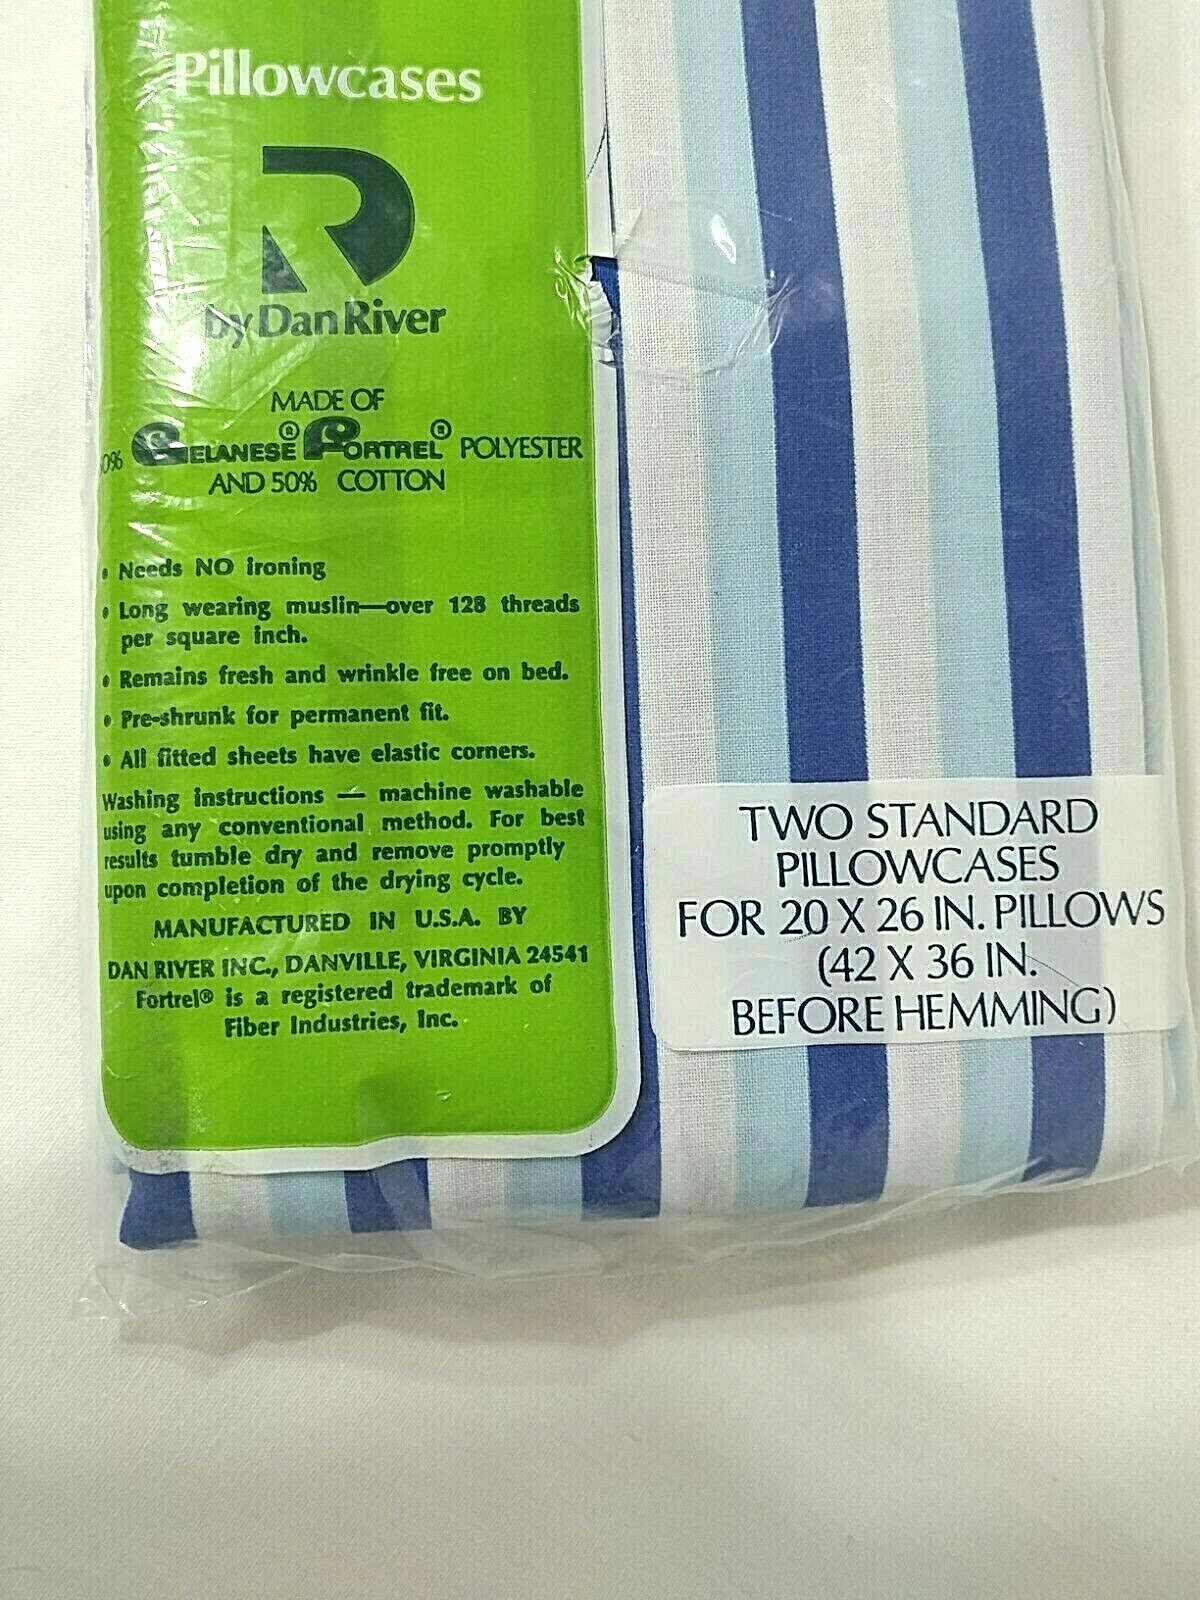 Pillowcases
by Dan River
MADE OF
0% CELANESE® FORTREL® POLYESTER
AND 50% COTTON
• Needs NO ironing
• Long wearing muslin—over 128 threads
per square inch.
• Remains fresh and wrinkle free on bed.
• Pre-shrunk for permanent fit.
• All fitted sheets have elastic corners.
Washing instructions — machine washable
using any conventional method. For best
results tumble dry and remove promptly
upon completion of the drying cycle.
MANUFACTURED IN U.S.A. BY
DAN RIVER INC., DANVILLE, VIRGINIA 24541
Fortrel® is a registered trademark of
Fiber Industries, Inc.
TWO STANDARD
PILLOWCASES
FOR 20 X 26 IN. PILLOWS
(42 X 36 IN.
BEFORE HEMMING)